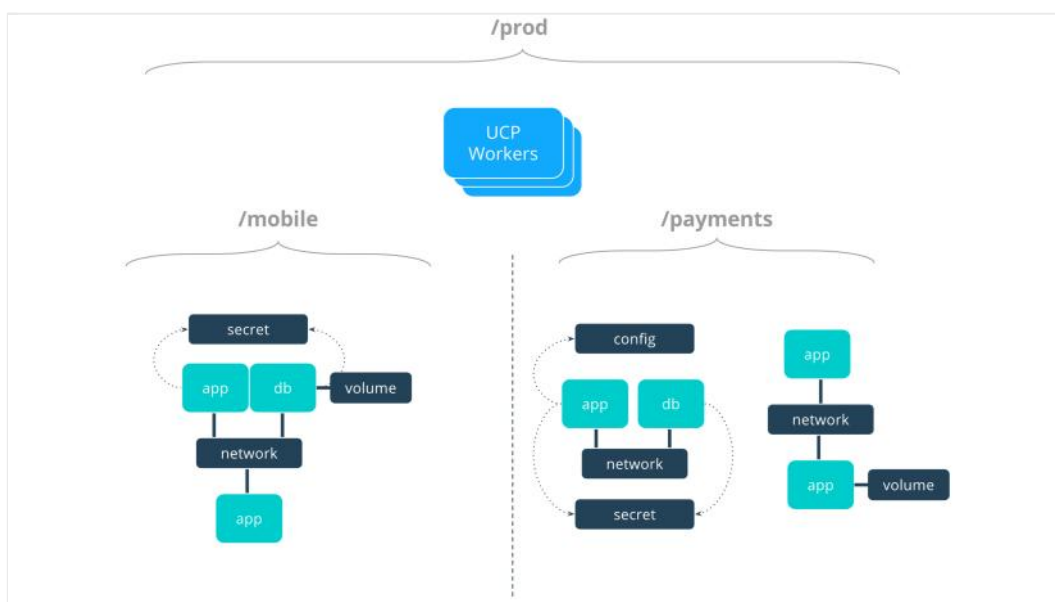 /prod
UCP
Workers
/mobile
/payments
secret
app
db
volume
network
app
config
app
db
network
secret
app
network
app
volume